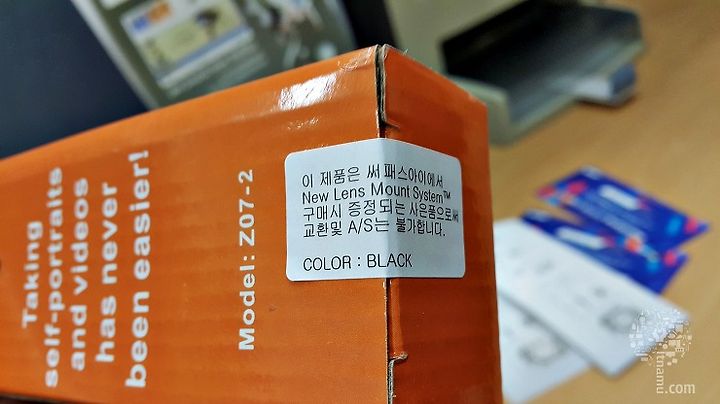 Taking
self-portraits
and videos
has never
been easier!
Model: Z07-2
이 제품은 써패스아이에서
New Lens Mount System™
구매시 증정되는 사은품으로써
교환및 A/S는 불가합니다.
COLOR : BLACK
itnamu.com